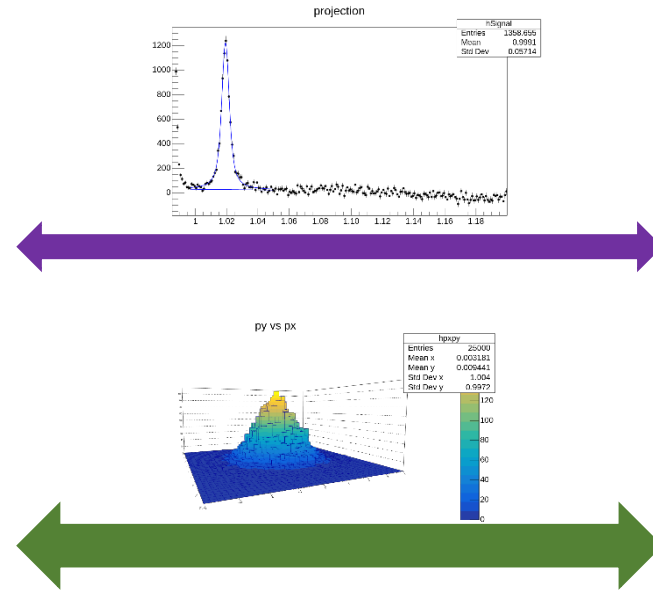 projection
hSignal
Entries 1358.655
Mean 0.9991
Std Dev 0.05714
1200
1000
800
600
400
200
0
1 1.02 1.04 1.06 1.08 1.1 1.12 1.14 1.16 1.18
py vs px
hpxpy
Entries 25000
Mean x 0.003181
Mean y 0.009441
Std Dev x 1.004
Std Dev y 0.9972
120
100
80
60
40
20
0